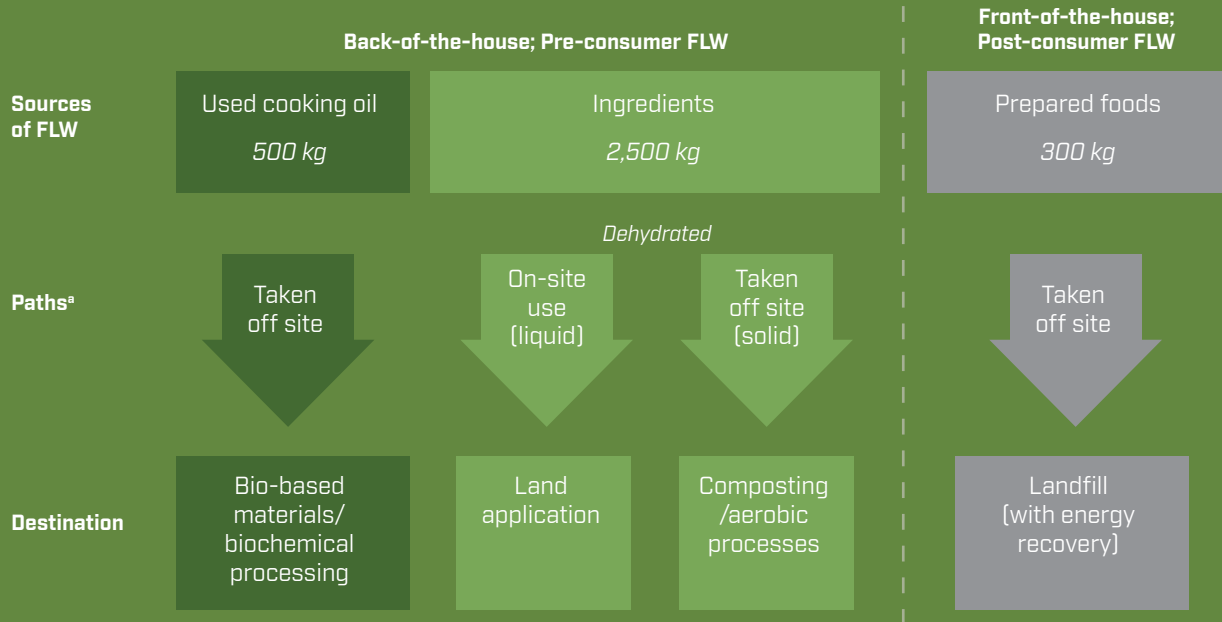 Back-of-the-house; Pre-consumer FLW
Front-of-the-house;
Post-consumer FLW
Sources
of FLW
Used cooking oil
500 kg
Ingredients
2,500 kg
Prepared foods
300 kg
Dehydrated
Pathsᵃ
Taken
off site
On-site
use
(liquid)
Taken
off site
(solid)
Taken
off site
Destination
Bio-based
materials/
biochemical
processing
Land
application
Composting
/aerobic
processes
Landfill
(with energy
recovery)